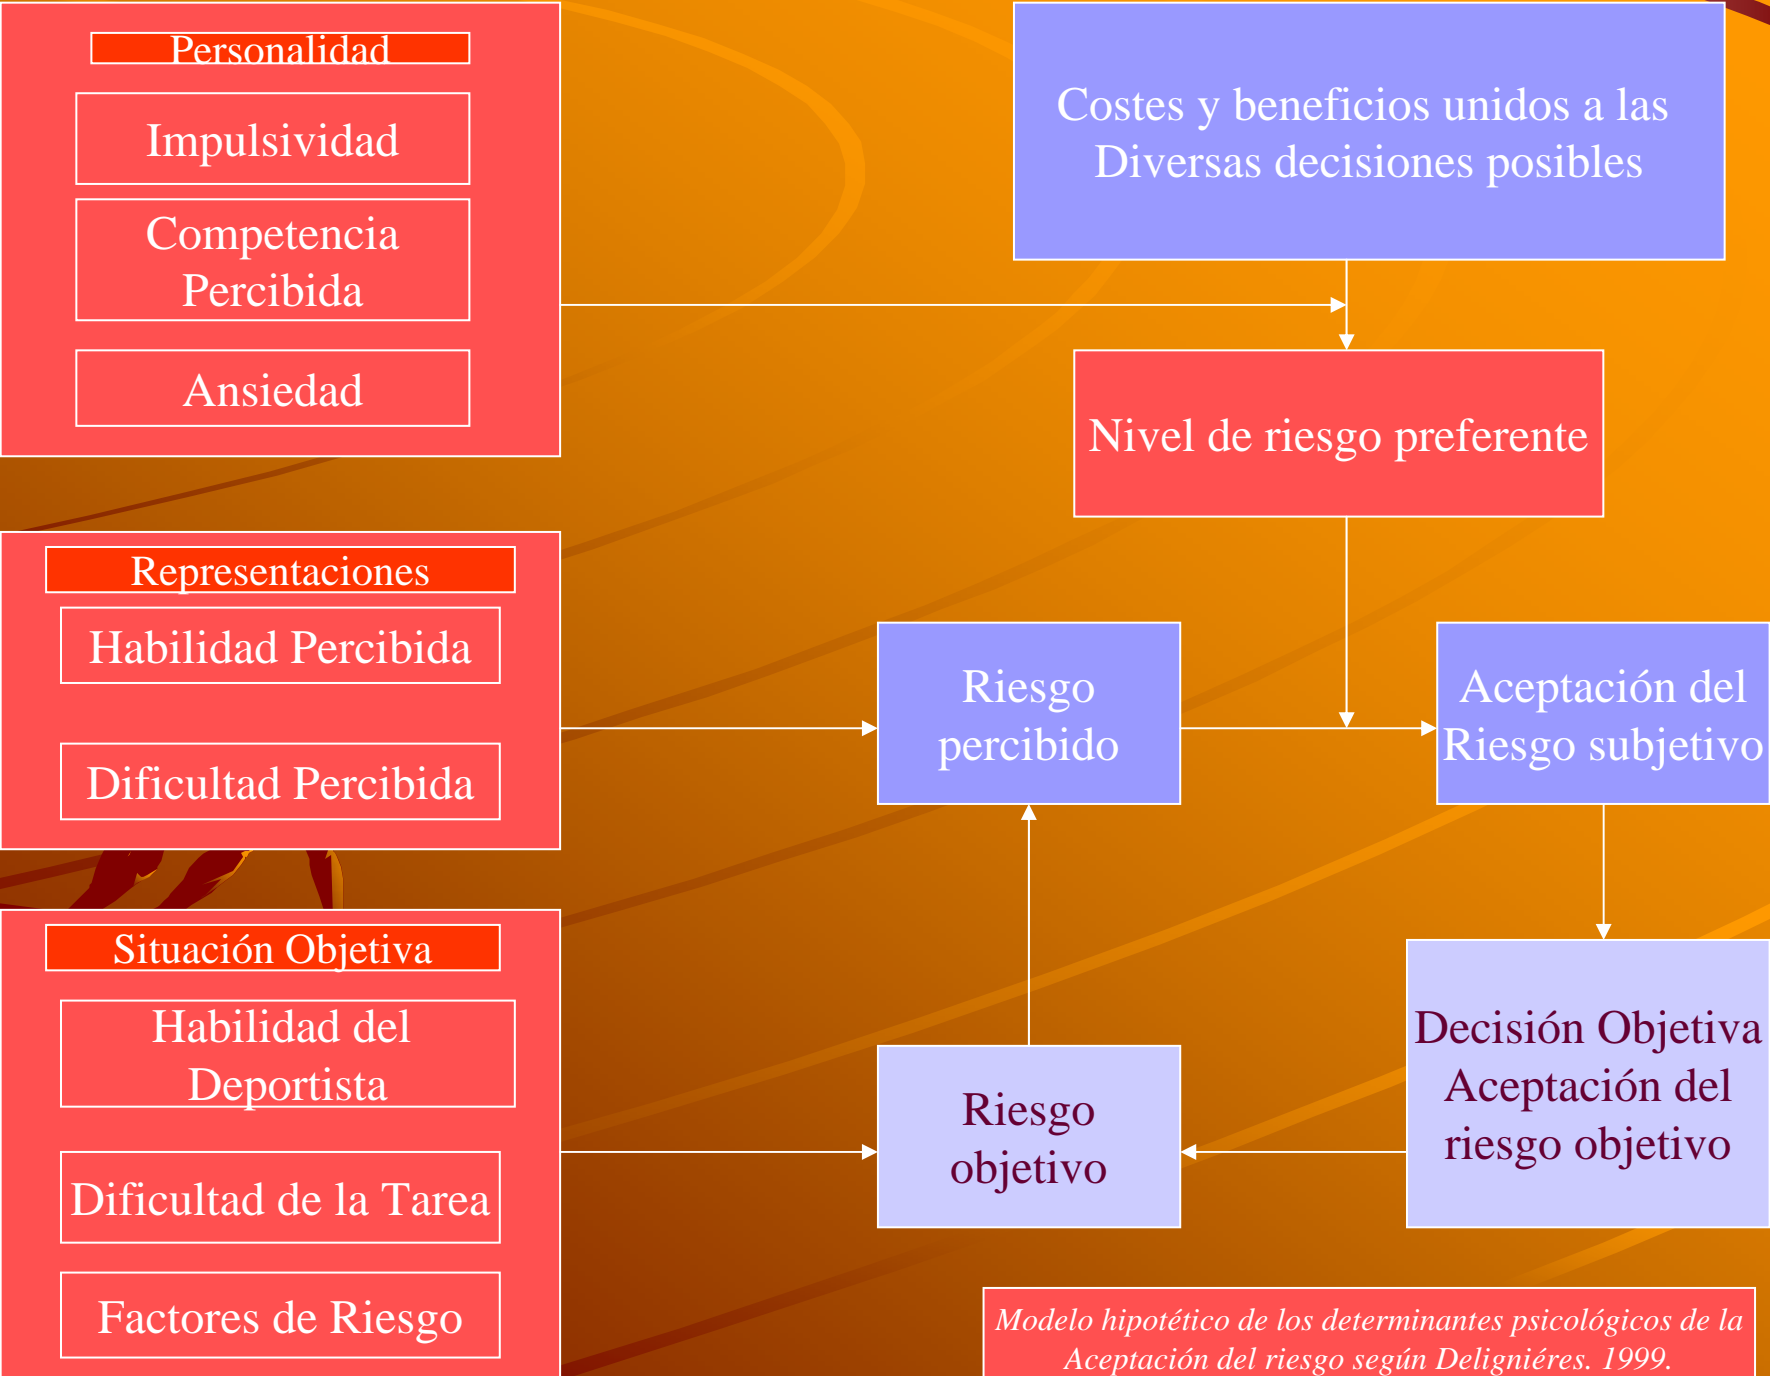 Personalidad
Impulsividad
Competencia
Percibida
Ansiedad
Costes y beneficios unidos a las
Diversas decisiones posibles
Nivel de riesgo preferente
Representaciones
Habilidad Percibida
Dificultad Percibida
Riesgo
percibido
Aceptación del
Riesgo subjetivo
Situación Objetiva
Habilidad del
Deportista
Dificultad de la Tarea
Factores de Riesgo
Riesgo
objetivo
Decisión Objetiva
Aceptación del
riesgo objetivo
Modelo hipotético de los determinantes psicológicos de la
Aceptación del riesgo según Deligniéres. 1999.